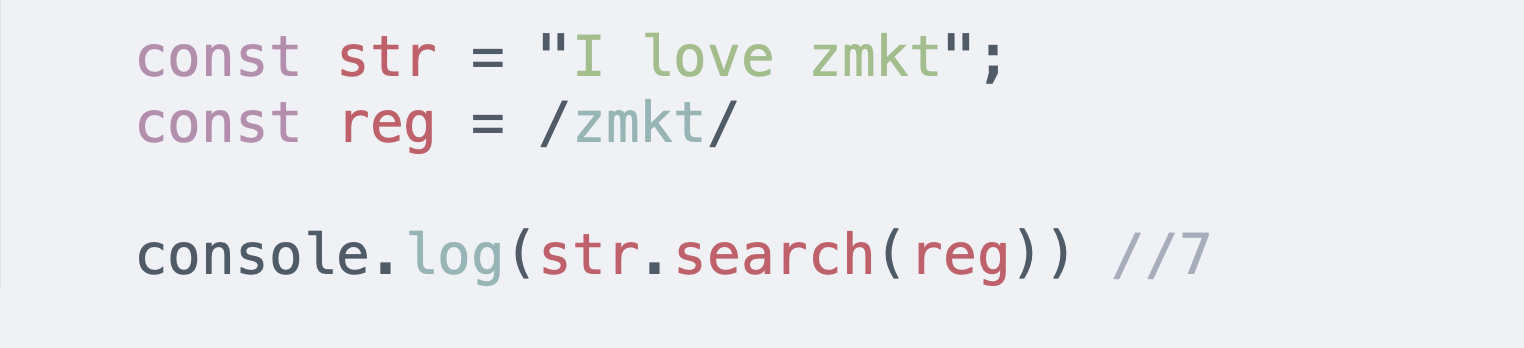 const str = "I love zmkt";
const reg = /zmkt/
console.log(str.search(reg)) //7